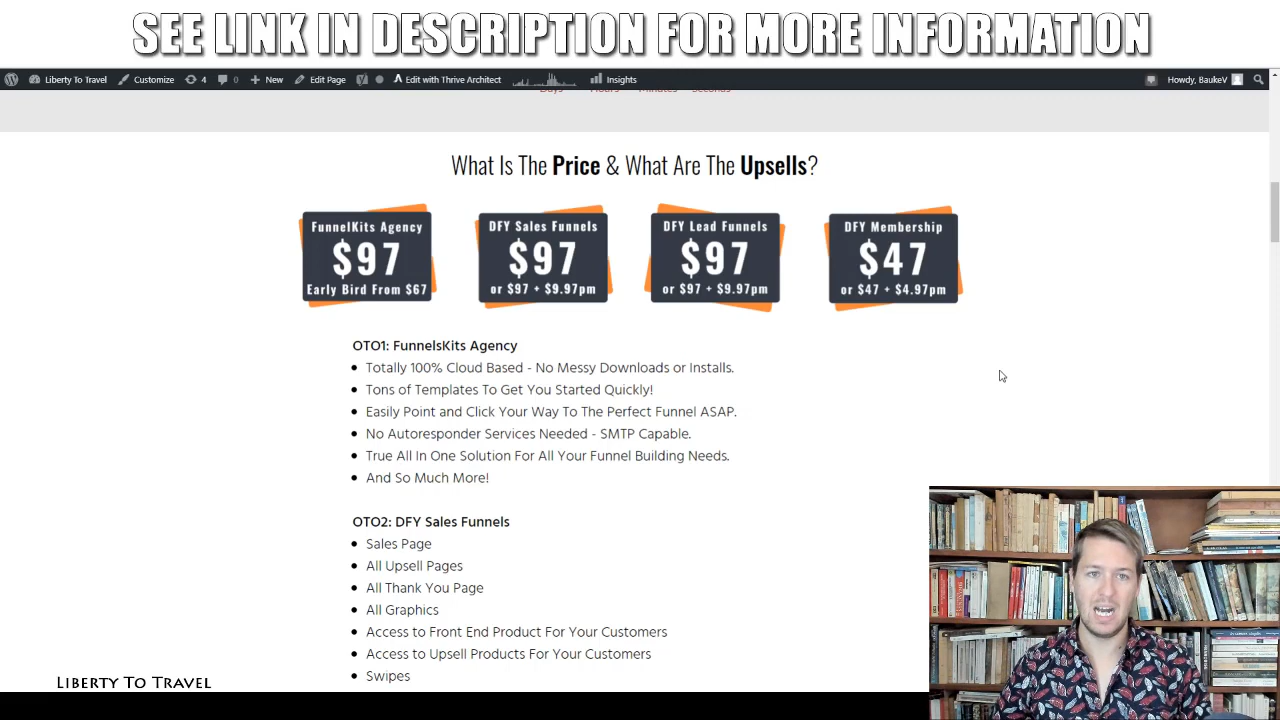 SEE LINK IN DESCRIPTION FOR MORE INFORMATION
Liberty To Travel Customize 4 0 New Edit Page Edit with Thrive Architect Insights Howdy, BaukeV
Days Hours Minutes Seconds
What Is The Price & What Are The Upsells?
FunnelKits Agency
$97
Early Bird From $67
DFY Sales Funnels
$97
or $97 + $9.97pm
DFY Lead Funnels
$97
or $97 + $9.97pm
DFY Membership
$47
or $47 + $4.97pm
OTO1: FunnelsKits Agency
Totally 100% Cloud Based - No Messy Downloads or Installs.
Tons of Templates To Get You Started Quickly!
Easily Point and Click Your Way To The Perfect Funnel ASAP.
No Autoresponder Services Needed - SMTP Capable.
True All In One Solution For All Your Funnel Building Needs.
And So Much More!
OTO2: DFY Sales Funnels
Sales Page
All Upsell Pages
All Thank You Page
All Graphics
Access to Front End Product For Your Customers
Access to Upsell Products For Your Customers
Swipes
LIBERTY TO TRAVEL